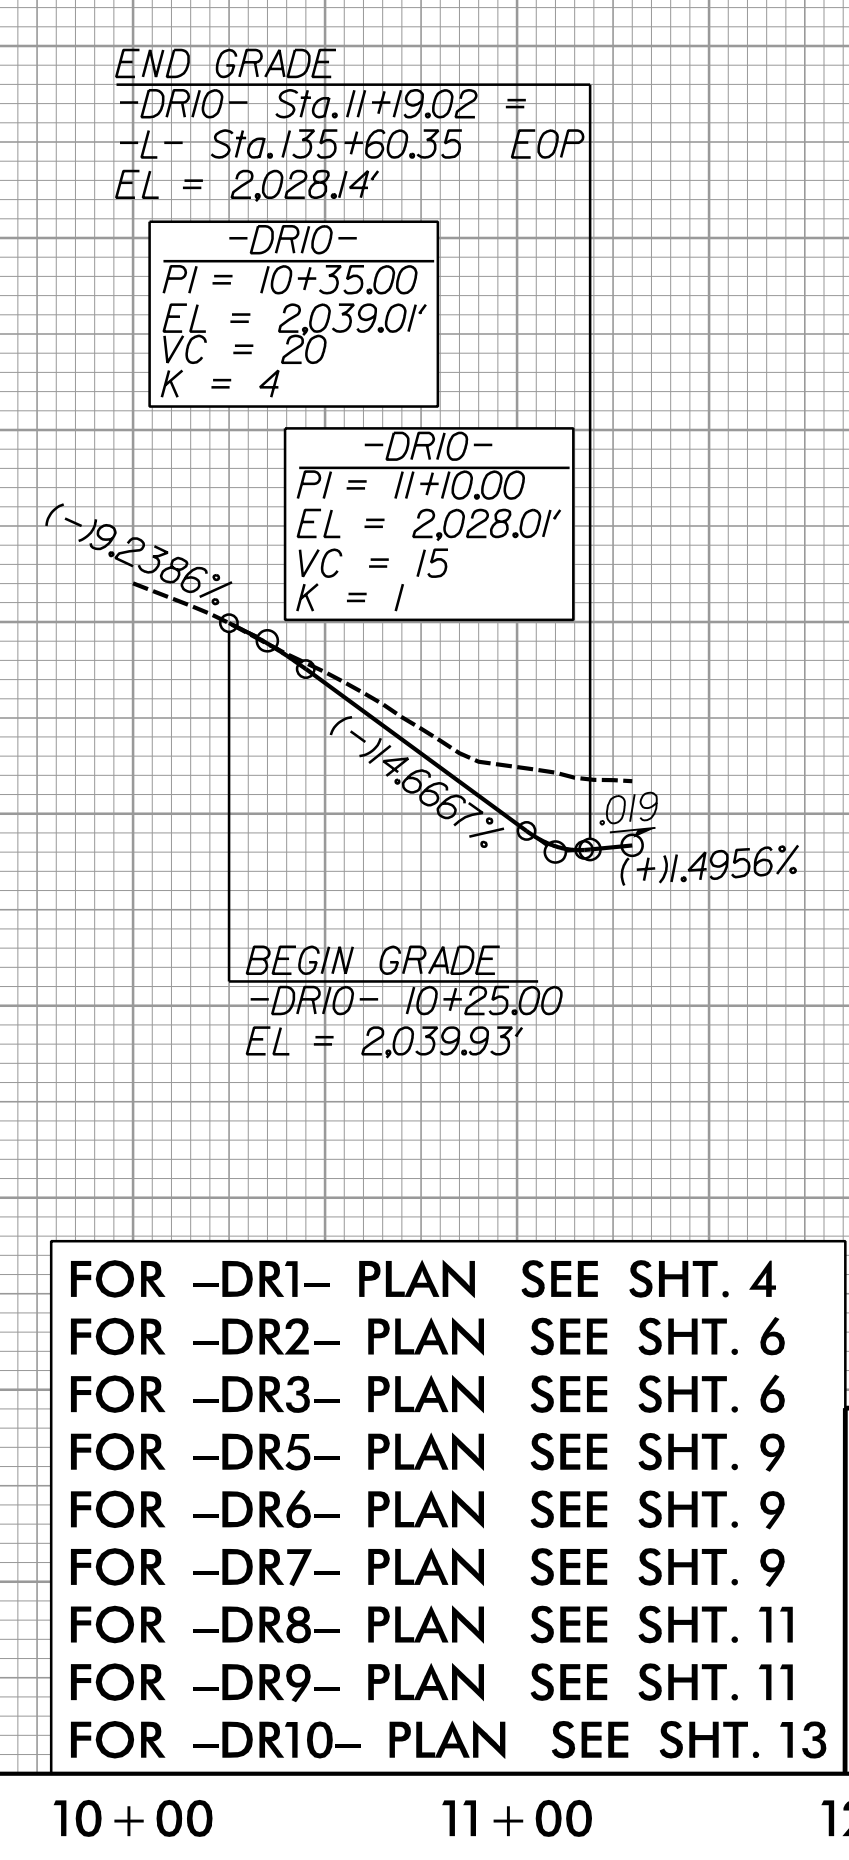 END GRADE
-DR10- Sta.11+19.02 =
-L- Sta.135+60.35 EOP
EL = 2,028.14'
-DR10-
PI = 10+35.00
EL = 2,039.01'
VC = 20
K = 4
-DR10-
PI = 11+10.00
EL = 2,028.01'
VC = 15
K = 1
(-)9.2386%
(-)14.6667%
.019
(+)1.4956%
BEGIN GRADE
-DR10- 10+25.00
EL = 2,039.93'
FOR -DR1- PLAN SEE SHT. 4
FOR -DR2- PLAN SEE SHT. 6
FOR -DR3- PLAN SEE SHT. 6
FOR -DR5- PLAN SEE SHT. 9
FOR -DR6- PLAN SEE SHT. 9
FOR -DR7- PLAN SEE SHT. 9
FOR -DR8- PLAN SEE SHT. 11
FOR -DR9- PLAN SEE SHT. 11
FOR -DR10- PLAN SEE SHT. 13
10+00 11+00